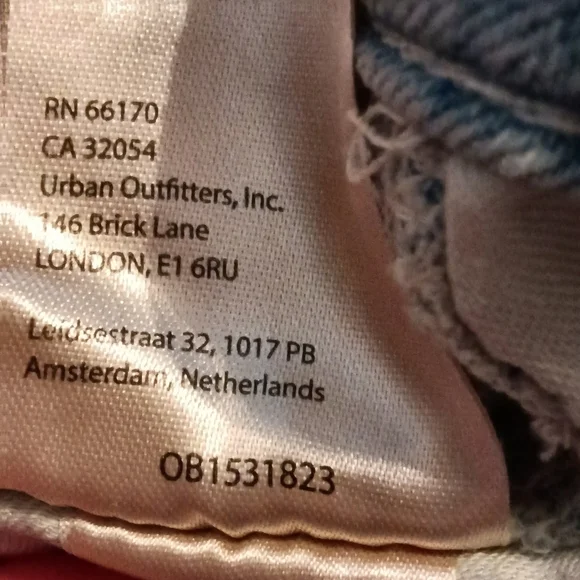 RN 66170
CA 32054
Urban Outfitters, Inc.
146 Brick Lane
LONDON, E1 6RU
Leidsestraat 32, 1017 PB
Amsterdam, Netherlands
OB1531823